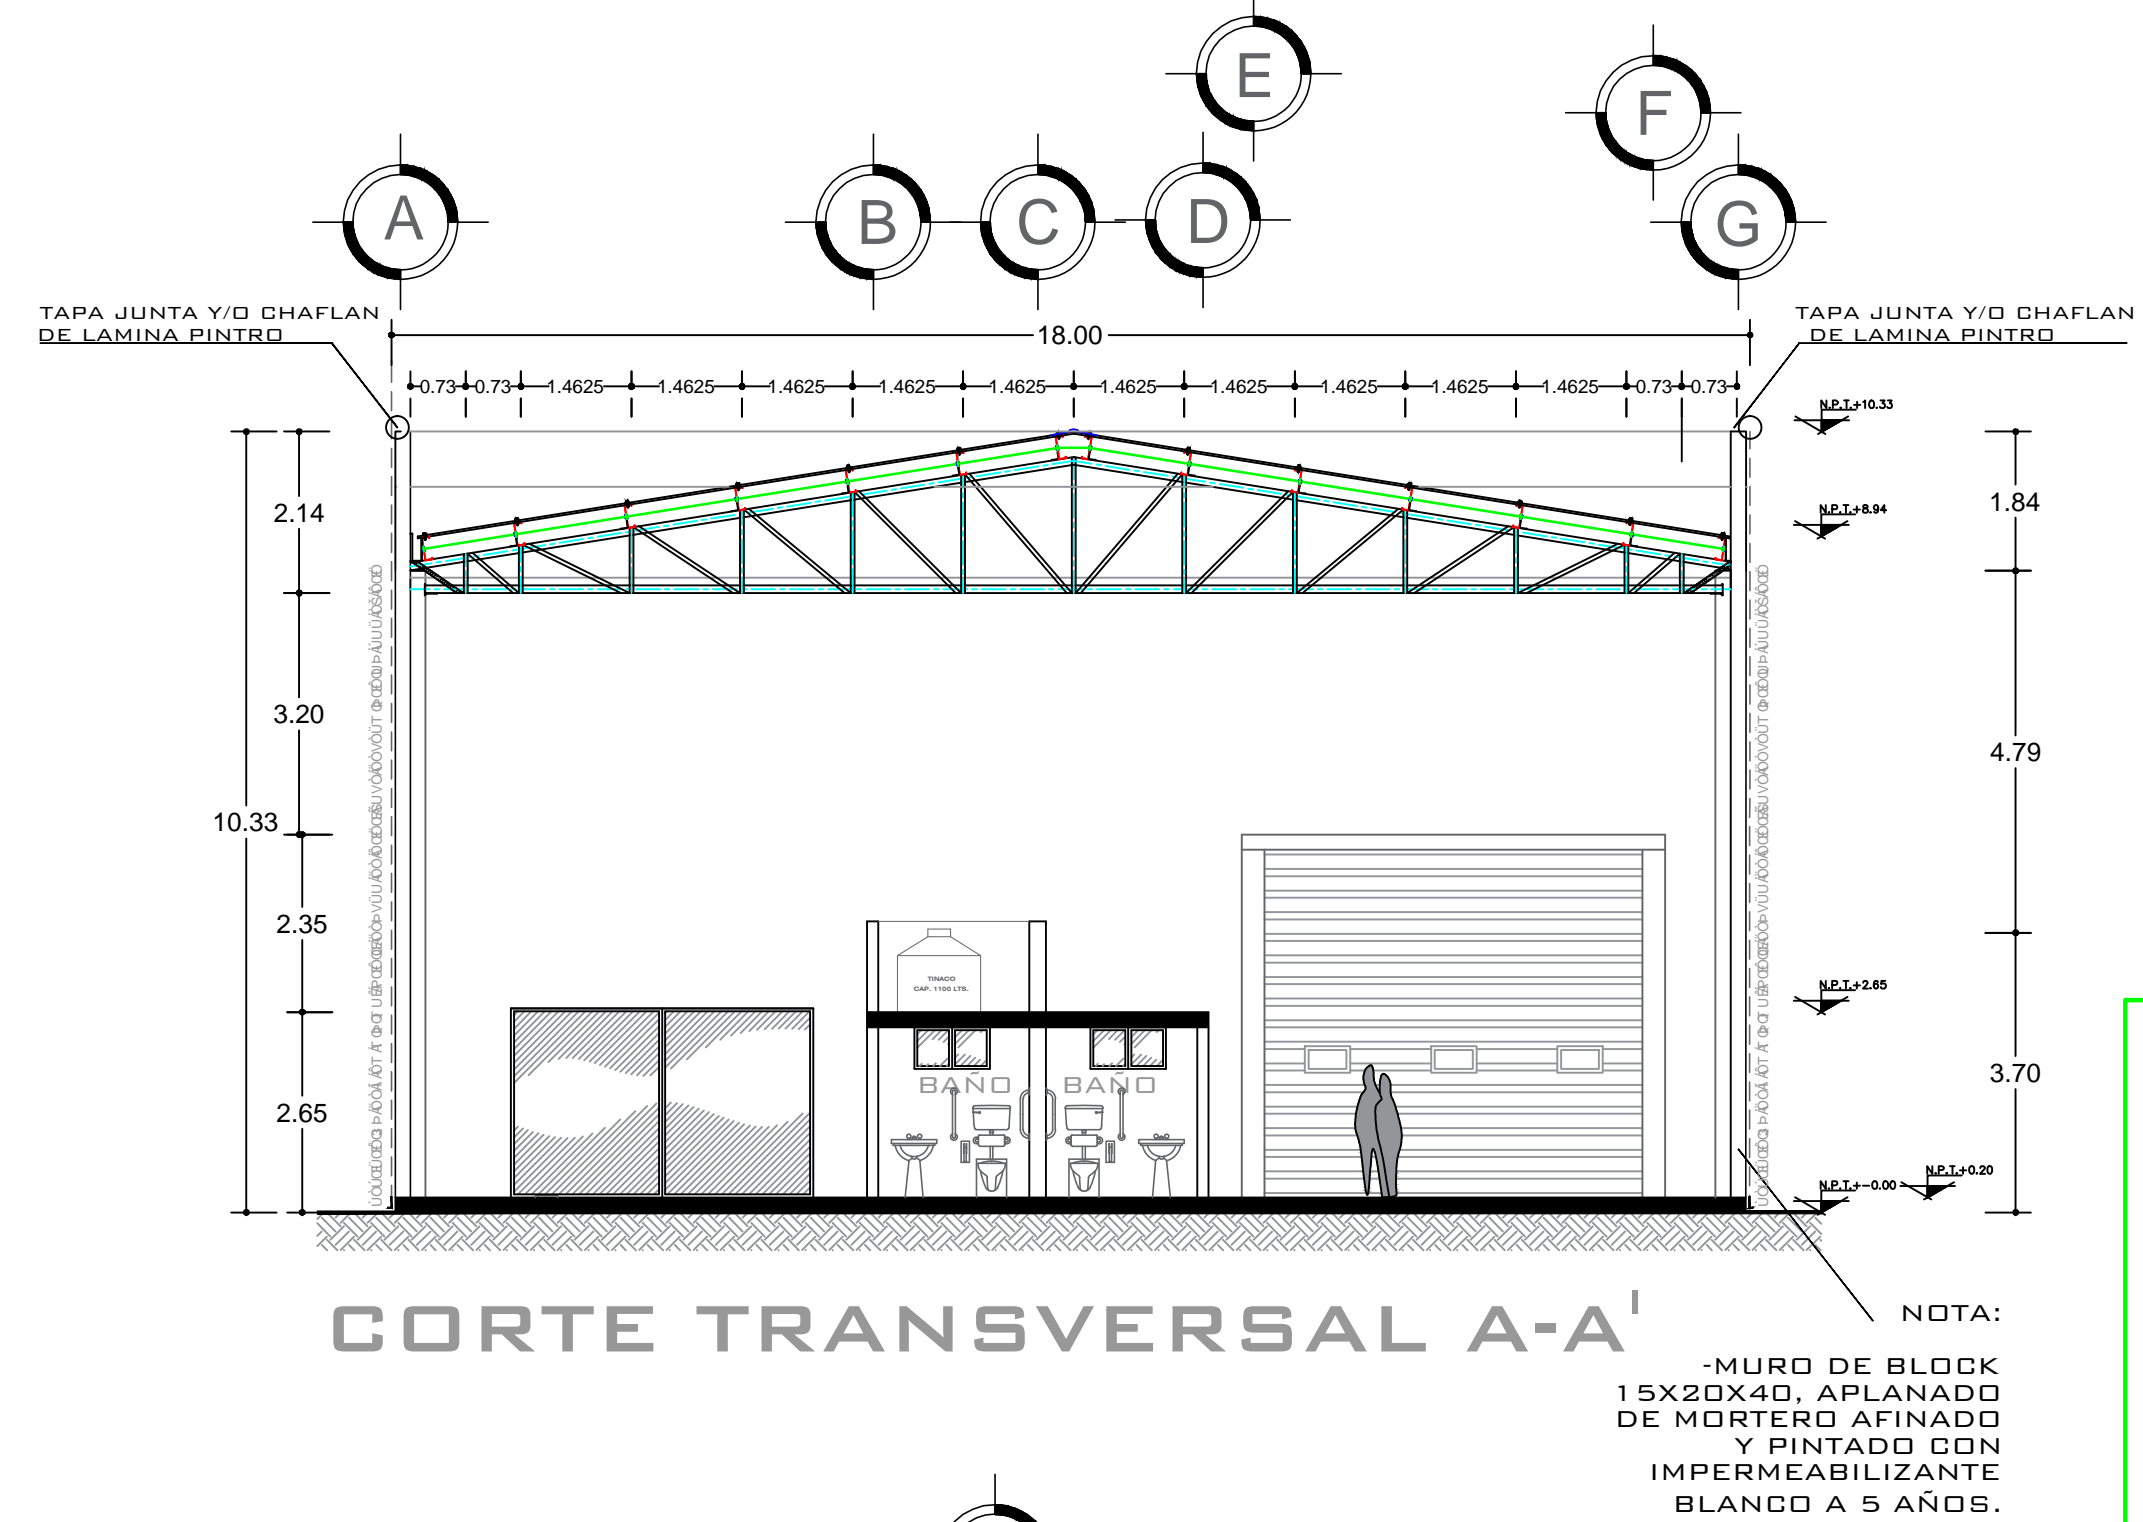 E
F
A
B
C
D
G
TAPA JUNTA Y/O CHAFLAN
DE LAMINA PINTRO
TAPA JUNTA Y/O CHAFLAN
DE LAMINA PINTRO
18.00
0.73 0.73 1.4625 1.4625 1.4625 1.4625 1.4625 1.4625 1.4625 1.4625 1.4625 1.4625 0.73 0.73
N.P.T.+10.33
2.14
1.84
N.P.T.+8.94
3.20
4.79
10.33
2.35
TINACO
CAP. 1100 LTS.
N.P.T.+2.65
BAÑO
BAÑO
3.70
2.65
N.P.T.+0.20
N.P.T.+-0.00
CORTE TRANSVERSAL A-A'
NOTA:
-MURO DE BLOCK
15X20X40, APLANADO
DE MORTERO AFINADO
Y PINTADO CON
IMPERMEABILIZANTE
BLANCO A 5 AÑOS.